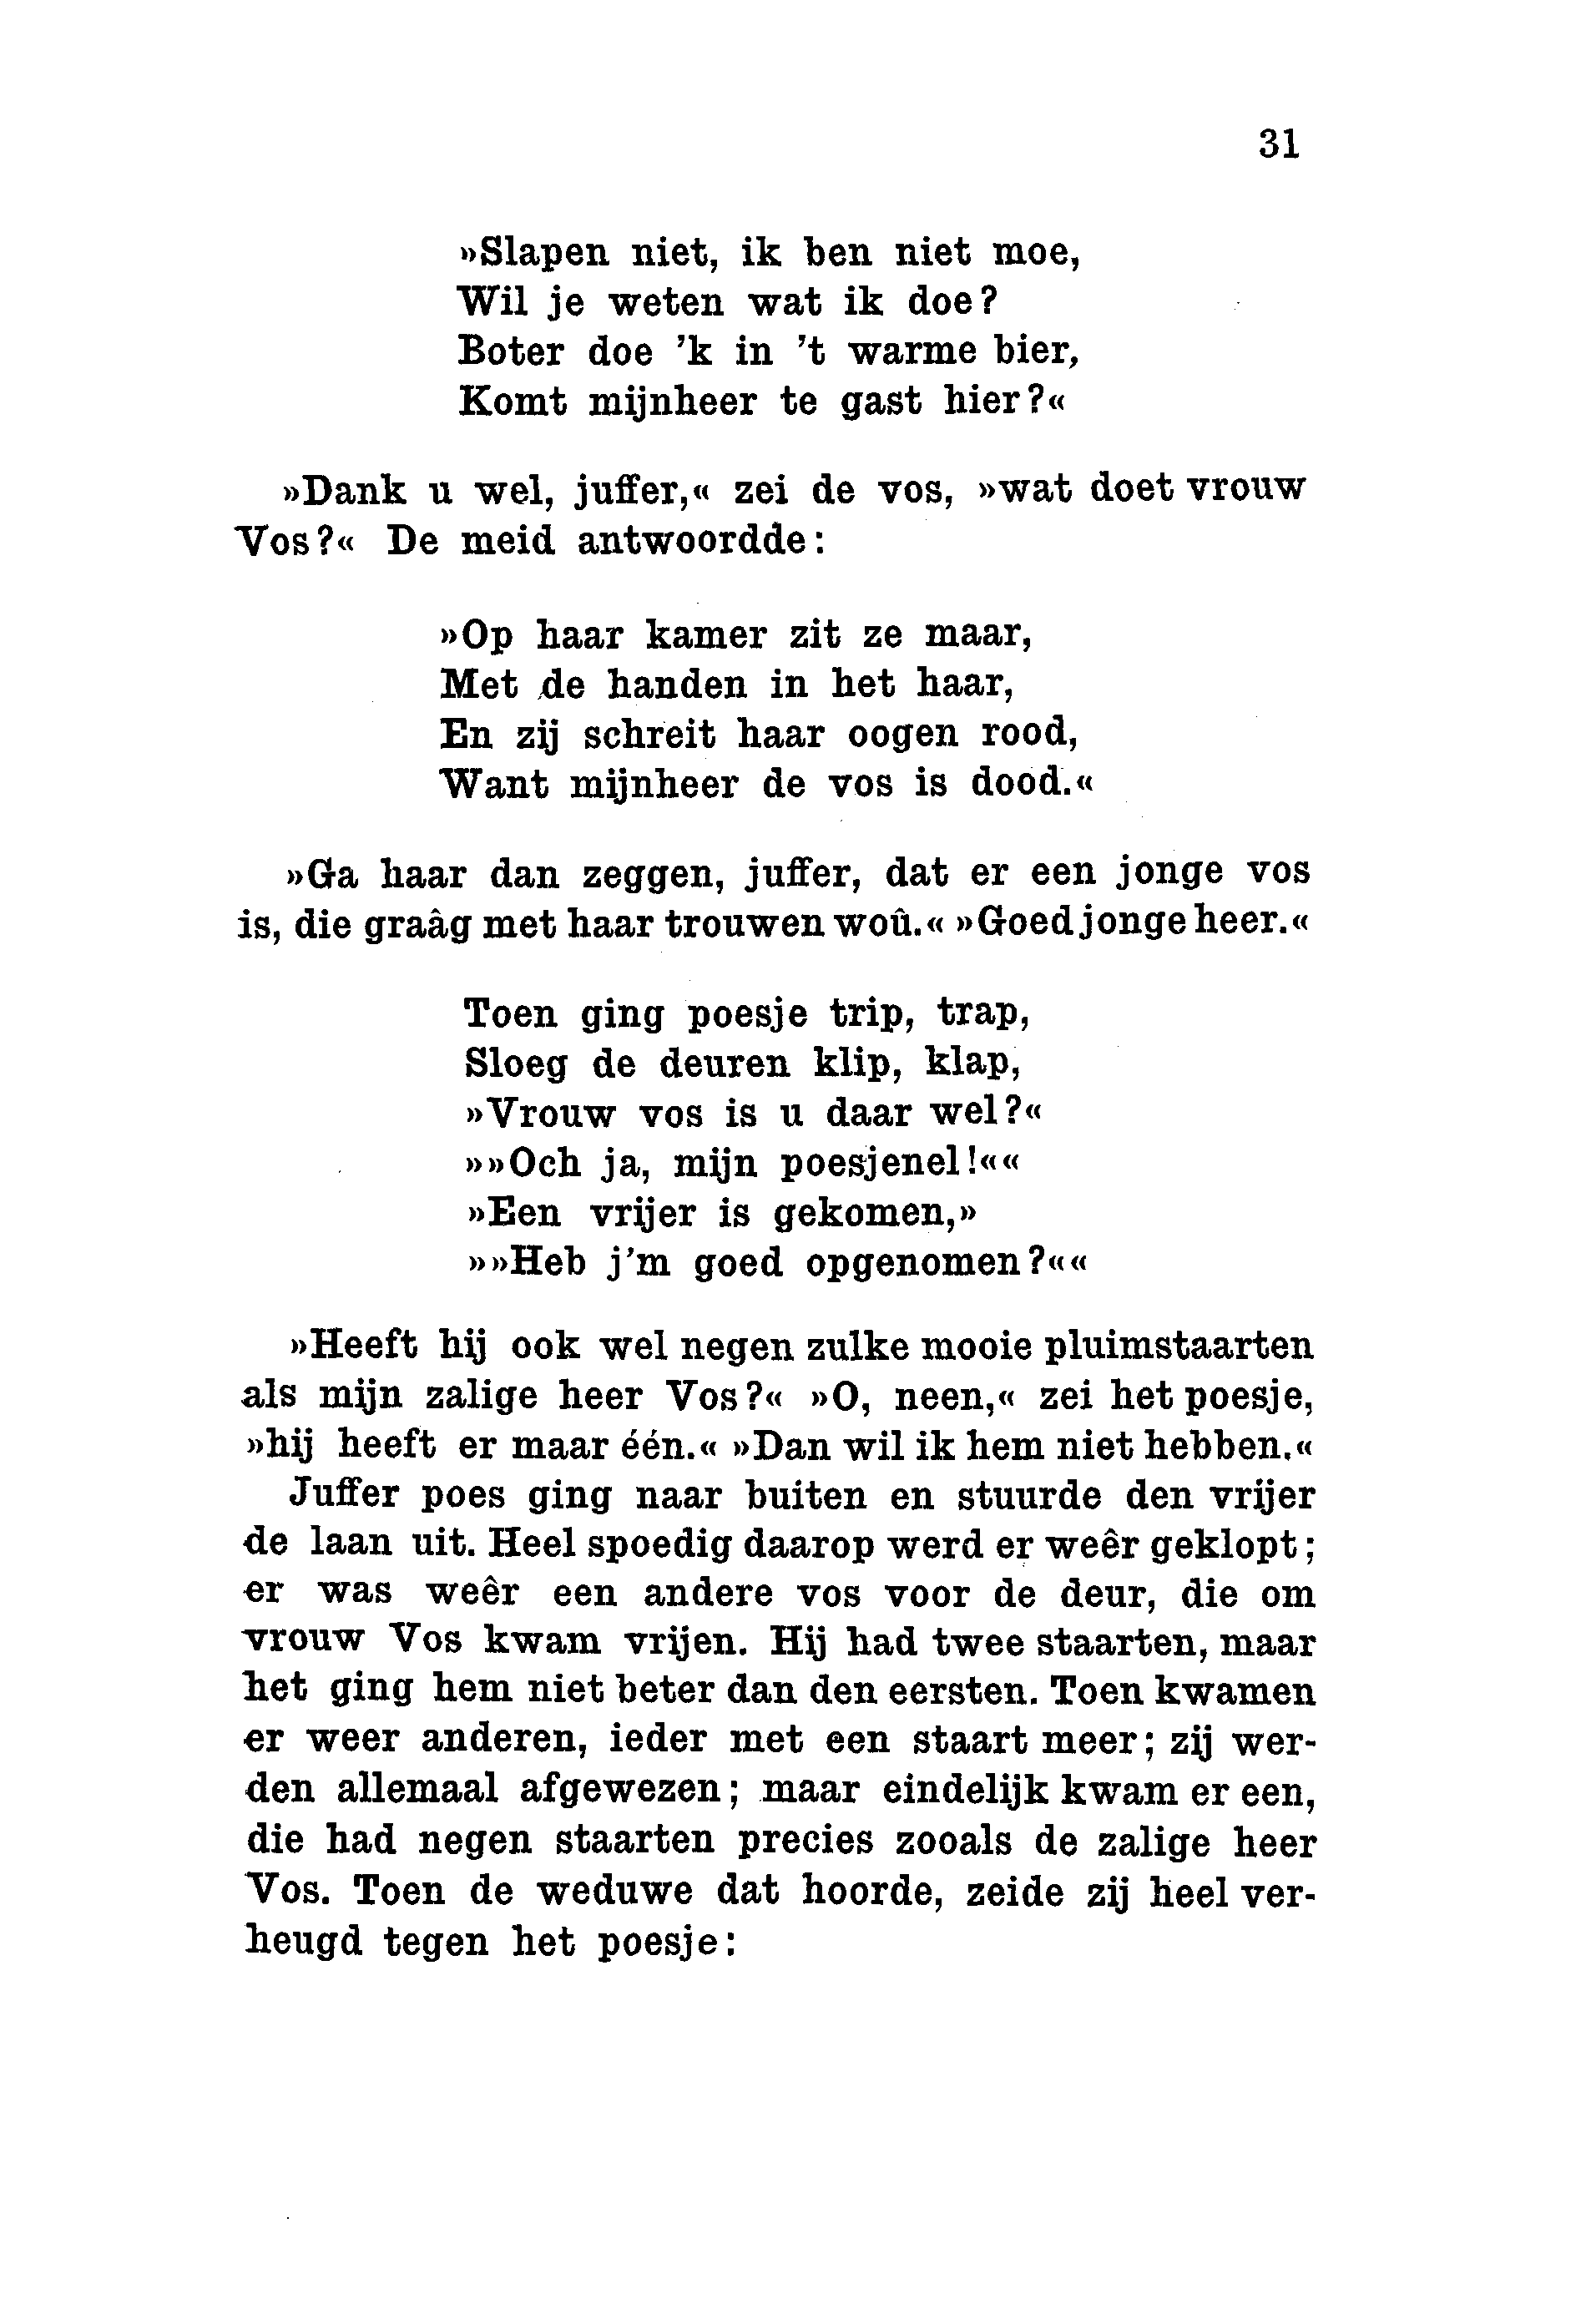 31
»Slapen niet, ik ben niet moe,
Wil je weten wat ik doe?
Boter doe ’k in ’t warme bier,
Komt mijnheer te gast hier?«
»Dank u wel, juffer,« zei de vos, »wat doet vrouw
Vos?« De meid antwoordde:
»Op haar kamer zit ze maar,
Met de handen in het haar,
En zij schreit haar oogen rood,
Want mijnheer de vos is dood.«
»Ga haar dan zeggen, juffer, dat er een jonge vos
is, die graâg met haar trouwen woû.« »Goed jonge heer.«
Toen ging poesje trip, trap,
Sloeg de deuren klip, klap,
»Vrouw vos is u daar wel?«
»»Och ja, mijn poesjenel!««
»Een vrijer is gekomen,»
»»Heb j’m goed opgenomen?««
»Heeft hij ook wel negen zulke mooie pluimstaarten
als mijn zalige heer Vos?« »O, neen,« zei het poesje,
»hij heeft er maar één.« »Dan wil ik hem niet hebben.«
Juffer poes ging naar buiten en stuurde den vrijer
de laan uit. Heel spoedig daarop werd er weêr geklopt;
er was weêr een andere vos voor de deur, die om
vrouw Vos kwam vrijen. Hij had twee staarten, maar
het ging hem niet beter dan den eersten. Toen kwamen
er weer anderen, ieder met een staart meer; zij wer-
den allemaal afgewezen; maar eindelijk kwam er een,
die had negen staarten precies zooals de zalige heer
Vos. Toen de weduwe dat hoorde, zeide zij heel ver-
heugd tegen het poesje: